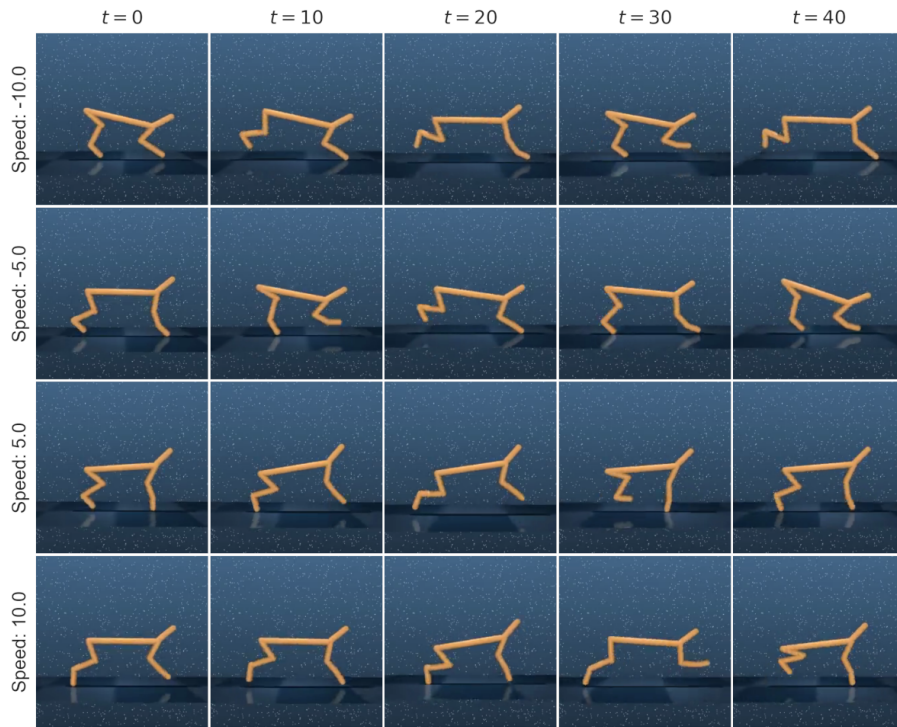 t = 0 t = 10 t = 20 t = 30 t = 40
Speed: -10.0
Speed: -5.0
Speed: 5.0
Speed: 10.0